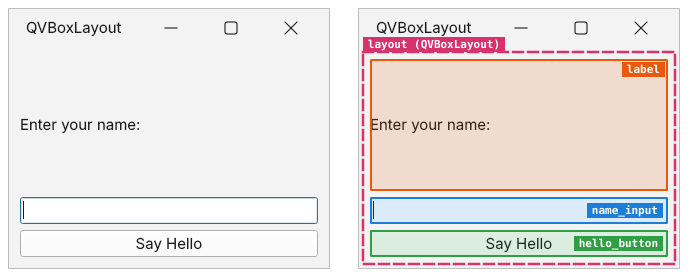 QVBoxLayout
Enter your name:
Say Hello
QVBoxLayout
layout (QVBoxLayout)
label
Enter your name:
name_input
Say Hello
hello_button